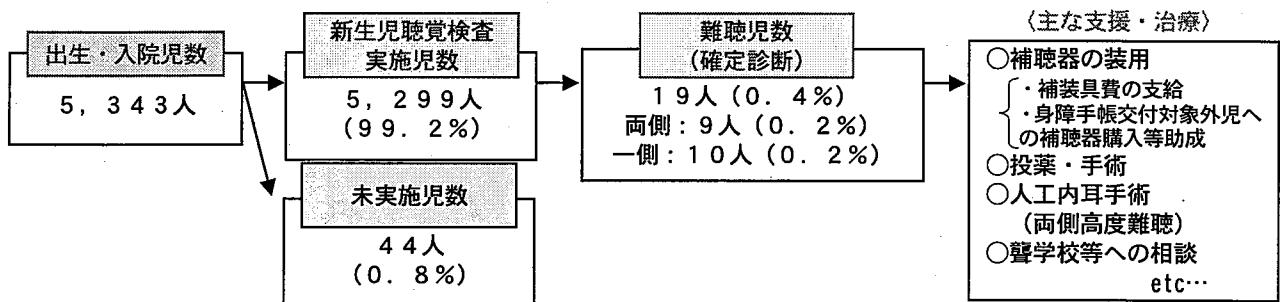 出生・入院児数
5,343人
新生児聴覚検査
実施児数
5,299人
(99.2%)
未実施児数
44人
(0.8%)
難聴児数
(確定診断)
19人(0.4%)
両側:9人(0.2%)
一側:10人(0.2%)
〈主な支援・治療〉
○補聴器の装用
・補装具費の支給
・身障手帳交付対象外児へ
の補聴器購入等助成
○投薬・手術
○人工内耳手術
(両側高度難聴)
○聾学校等への相談
etc…